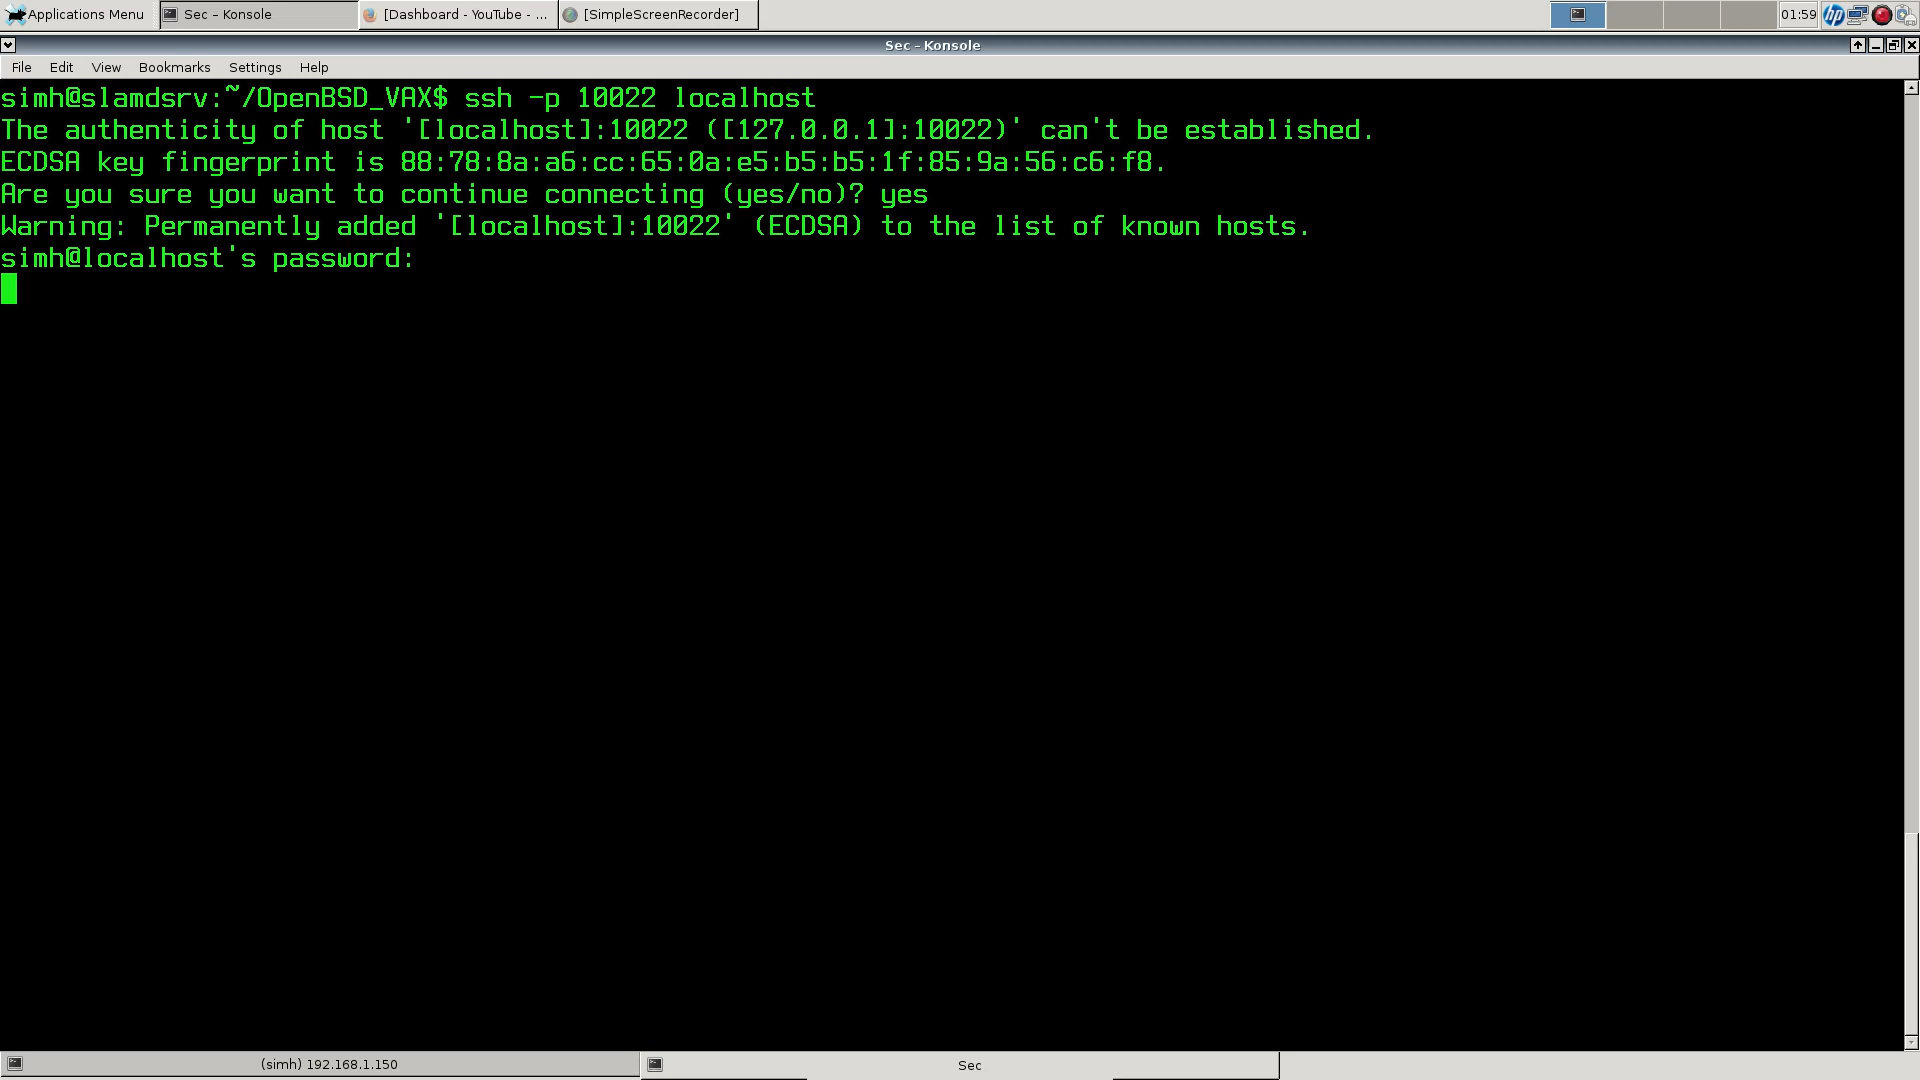 Applications Menu
Sec - Konsole
[Dashboard - YouTube - ...
[SimpleScreenRecorder]
01:59
hp
Sec - Konsole
File Edit View Bookmarks Settings Help
simh@slamdsrv:~/OpenBSD_VAX$ ssh -p 10022 localhost
The authenticity of host '[localhost]:10022 ([127.0.0.1]:10022)' can't be established.
ECDSA key fingerprint is 88:78:8a:a6:cc:65:0a:e5:b5:b5:1f:85:9a:56:c6:f8.
Are you sure you want to continue connecting (yes/no)? yes
Warning: Permanently added '[localhost]:10022' (ECDSA) to the list of known hosts.
simh@localhost's password:
(simh) 192.168.1.150
Sec